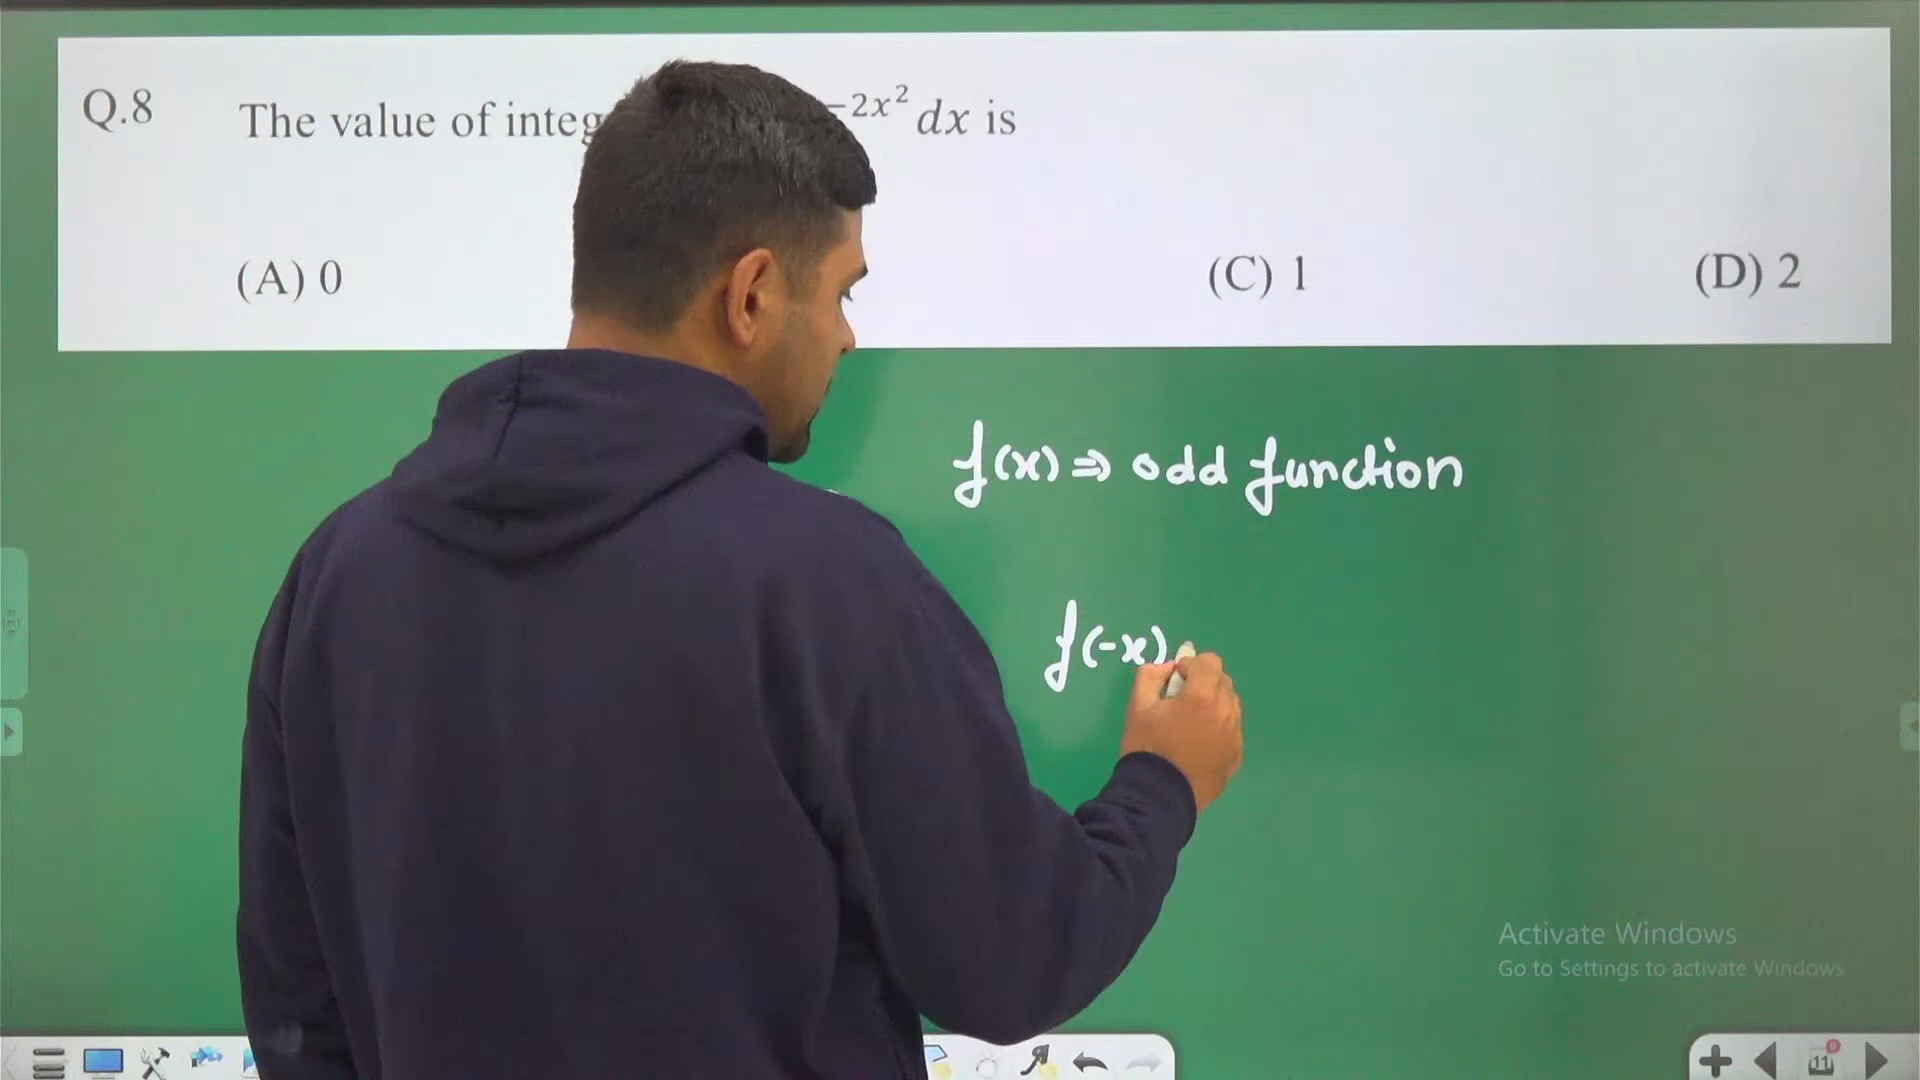 Q.8 The value of integ -2x² dx is
(A) 0 (C) 1 (D) 2
f(x) ⇒ odd function
f(-x)
Activate Windows
Go to Settings to activate Windows
11